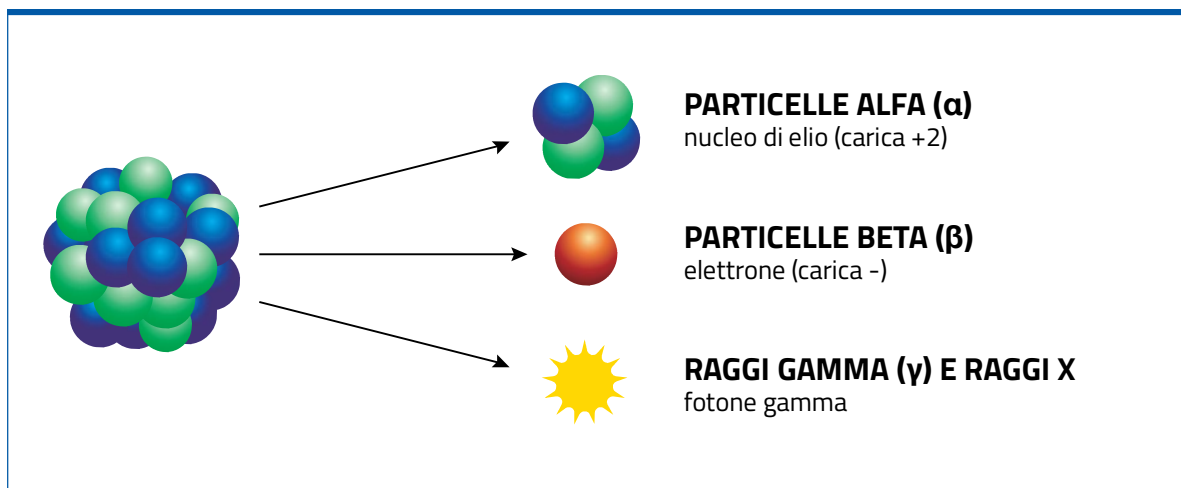 PARTICELLE ALFA (α)
nucleo di elio (carica +2)
PARTICELLE BETA (β)
elettrone (carica -)
RAGGI GAMMA (γ) E RAGGI X
fotone gamma